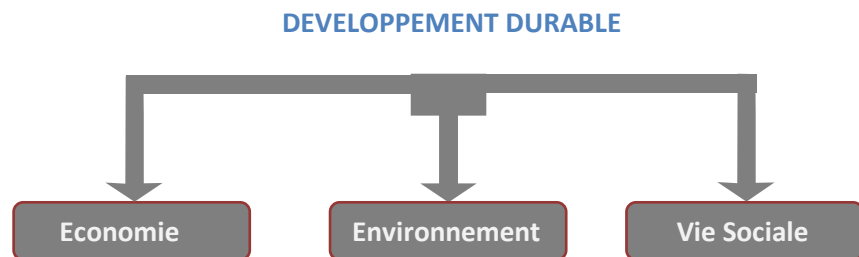 DEVELOPPEMENT DURABLE
Economie
Environnement
Vie Sociale